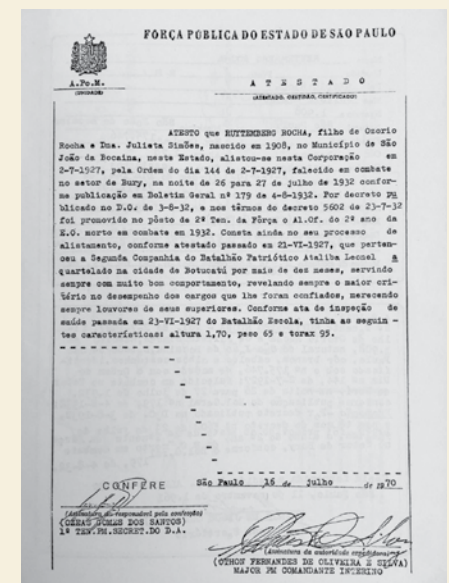 FORÇA PÚBLICA DO ESTADO DE SÃO PAULO
A.Po.M.
(UNIDADE)
A T E S T A D O
(ATESTADO, CERTIDÃO, CERTIFICADO)
ATESTO que RUYTEMBERG ROCHA, filho de Ozorio
Rocha e Dna. Julieta Simões, nascido em 1908, no Município de São
João da Bocaina, neste Estado, alistou-se nesta Corporação em
2-7-1927, pela Ordem do dia 144 de 2-7-1927, falecido em combate
no setor de Bury, na noite de 26 para 27 de julho de 1932 confor-
me publicação em Boletim Geral nº 179 de 4-8-1932. Por decreto pu
blicado no D.O. de 3-8-32, e nos têrmos do decreto 5602 de 23-7-32
foi promovido no pôsto de 2º Ten. da Fôrça o Al.Of. do 2º ano da
E.O. morto em combate em 1932. Consta ainda no seu processo de
alistamento, conforme atestado passado em 21-VI-1927, que perten-
ceu a Segunda Companhia do Batalhão Patriótico Ataliba Leonel a
quartelado na cidade de Botucatú por mais de dez meses, servindo
sempre com muito bom comportamento, revelando sempre o maior cri-
tério no desempenho dos cargos que lhe foram confiados, merecendo
sempre louvores de seus superiores. Conforme ata de inspeção de
saúde passada em 23-VI-1927 do Batalhão Escola, tinha as seguin -
tes características: altura 1,70, peso 65 e torax 95.
São Paulo 16 de julho de 1970
CONFERE
(Assinatura do responsável pela confecção)
(OZEAS GOMES DOS SANTOS)
1º TEN.PM.SECRET.DO D.A.
(Assinatura da autoridade expedidora)
(OTHON FERNANDES DE OLIVEIRA E SILVA)
MAJOR PM COMANDANTE INTERINO